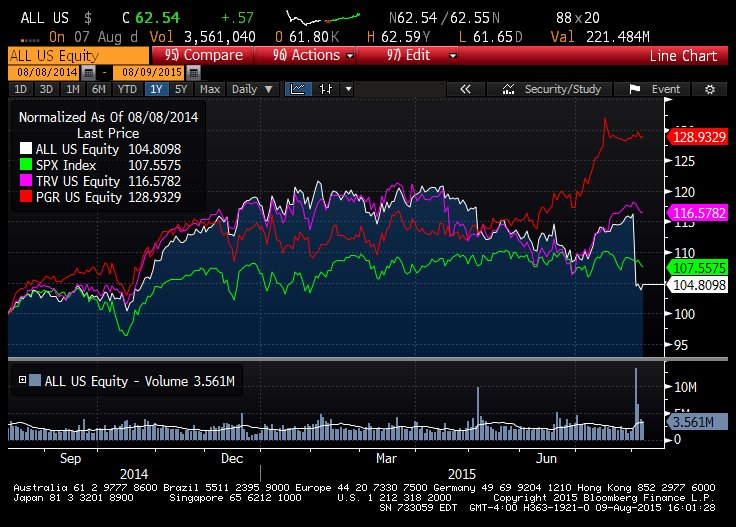 ALL US $ C 62.54 +.57 N62.54/62.55N 88x20
On 07 Aug d Vol 3,561,040 O 61.80K H 62.59Y L 61.65D Val 221.484M
ALL US Equity 95) Compare 96) Actions 97) Edit Line Chart
08/08/2014 - 08/09/2015
1D 3D 1M 6M YTD 1Y 5Y Max Daily Security/Study Event
Normalized As Of 08/08/2014
Last Price
ALL US Equity 104.8098
SPX Index 107.5575
TRV US Equity 116.5782
PGR US Equity 128.9329
128.9329
125
120
116.5782
110
107.5575
104.8098
100
95
ALL US Equity - Volume 3.561M
10M
3.561M
0
Sep Dec Mar Jun
2014 2015
Australia 61 2 9777 8600 Brazil 5511 2395 9000 Europe 44 20 7330 7500 Germany 49 69 9204 1210 Hong Kong 852 2977 6000
Japan 81 3 3201 8900 Singapore 65 6212 1000 U.S. 1 212 318 2000 Copyright 2015 Bloomberg Finance L.P.
SN 733059 EDT GMT-4:00 H363-1921-0 09-Aug-2015 16:01:28